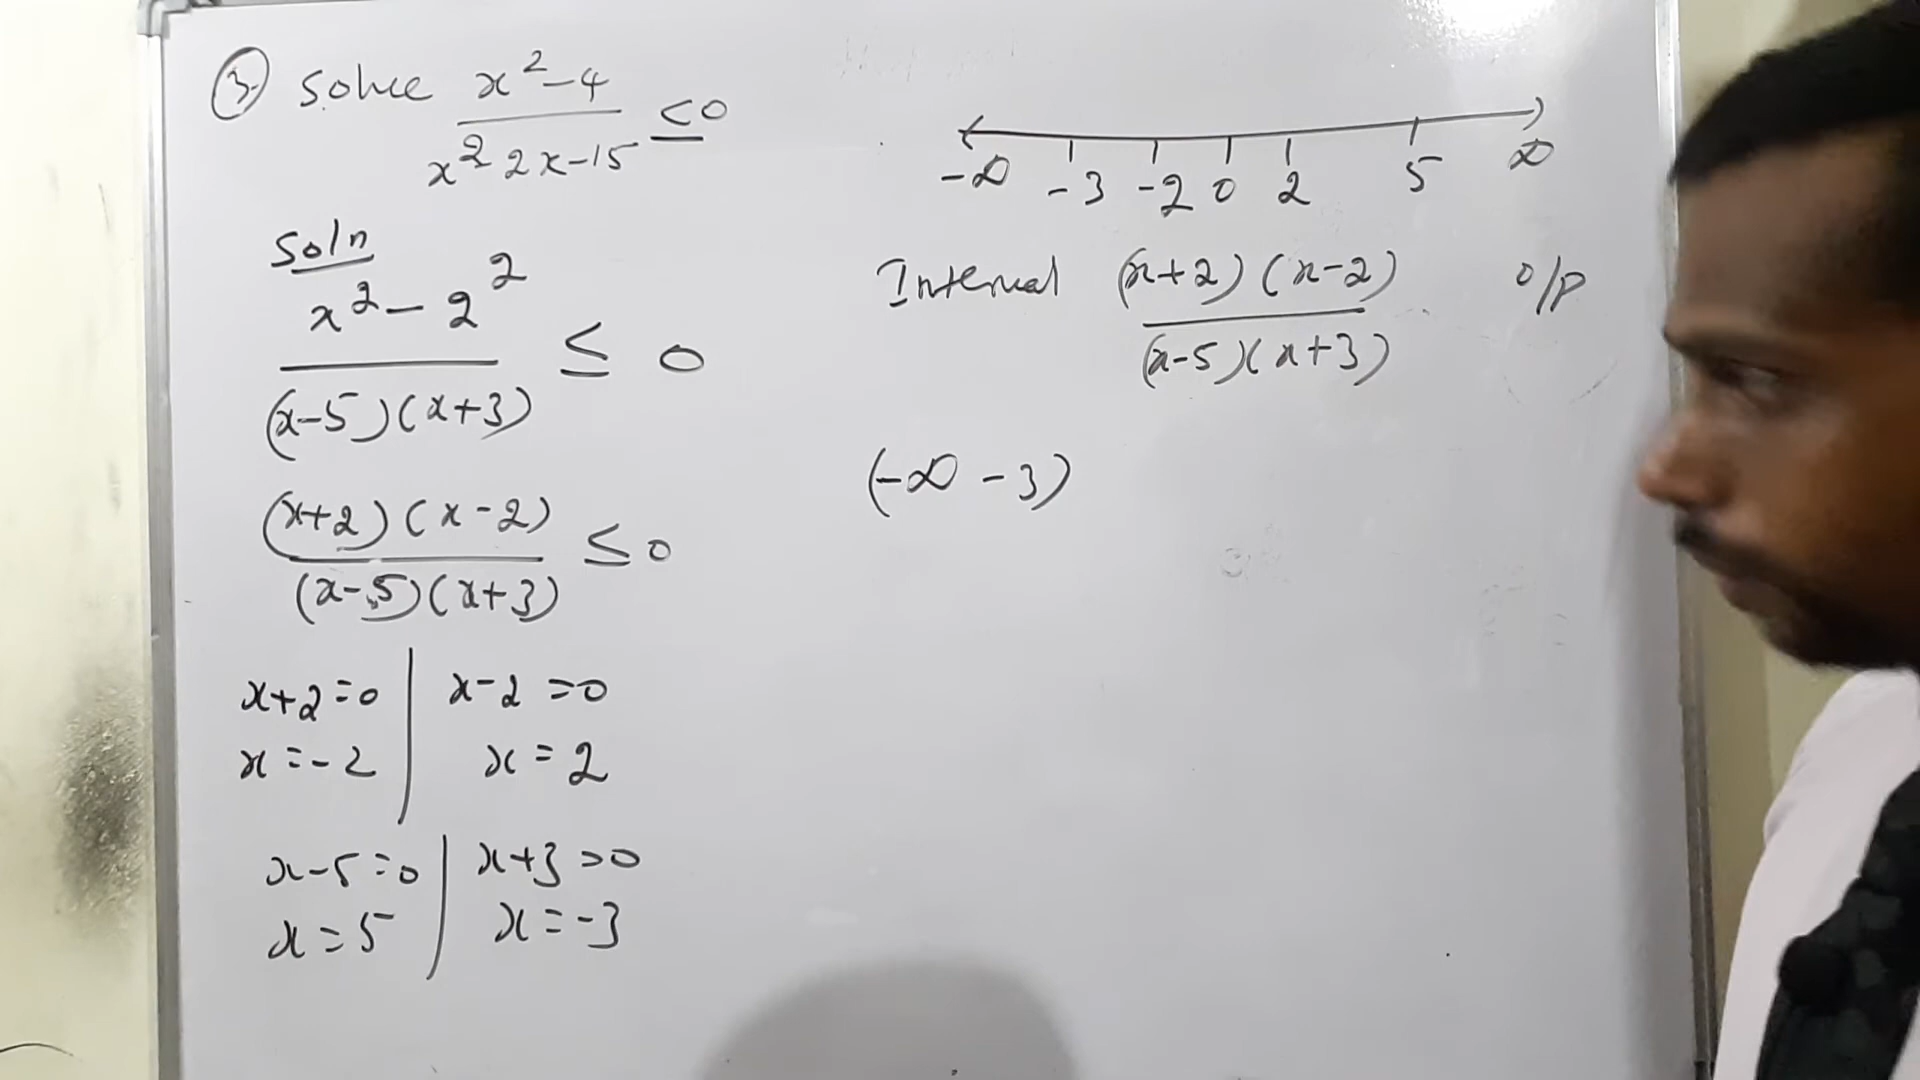 ③ Solve x² - 4 / x² 2x - 15 ≤ 0
Soln
x² - 2² / (x-5)(x+3) ≤ 0
(x+2)(x-2) / (x-5)(x+3) ≤ 0
x+2=0 | x-2=0
x=-2 | x=2
x-5=0 | x+3=0
x=5 | x=-3
-∞ -3 -2 0 2 5 ∞
Interval (x+2)(x-2) / (x-5)(x+3) o/p
(-∞ -3)